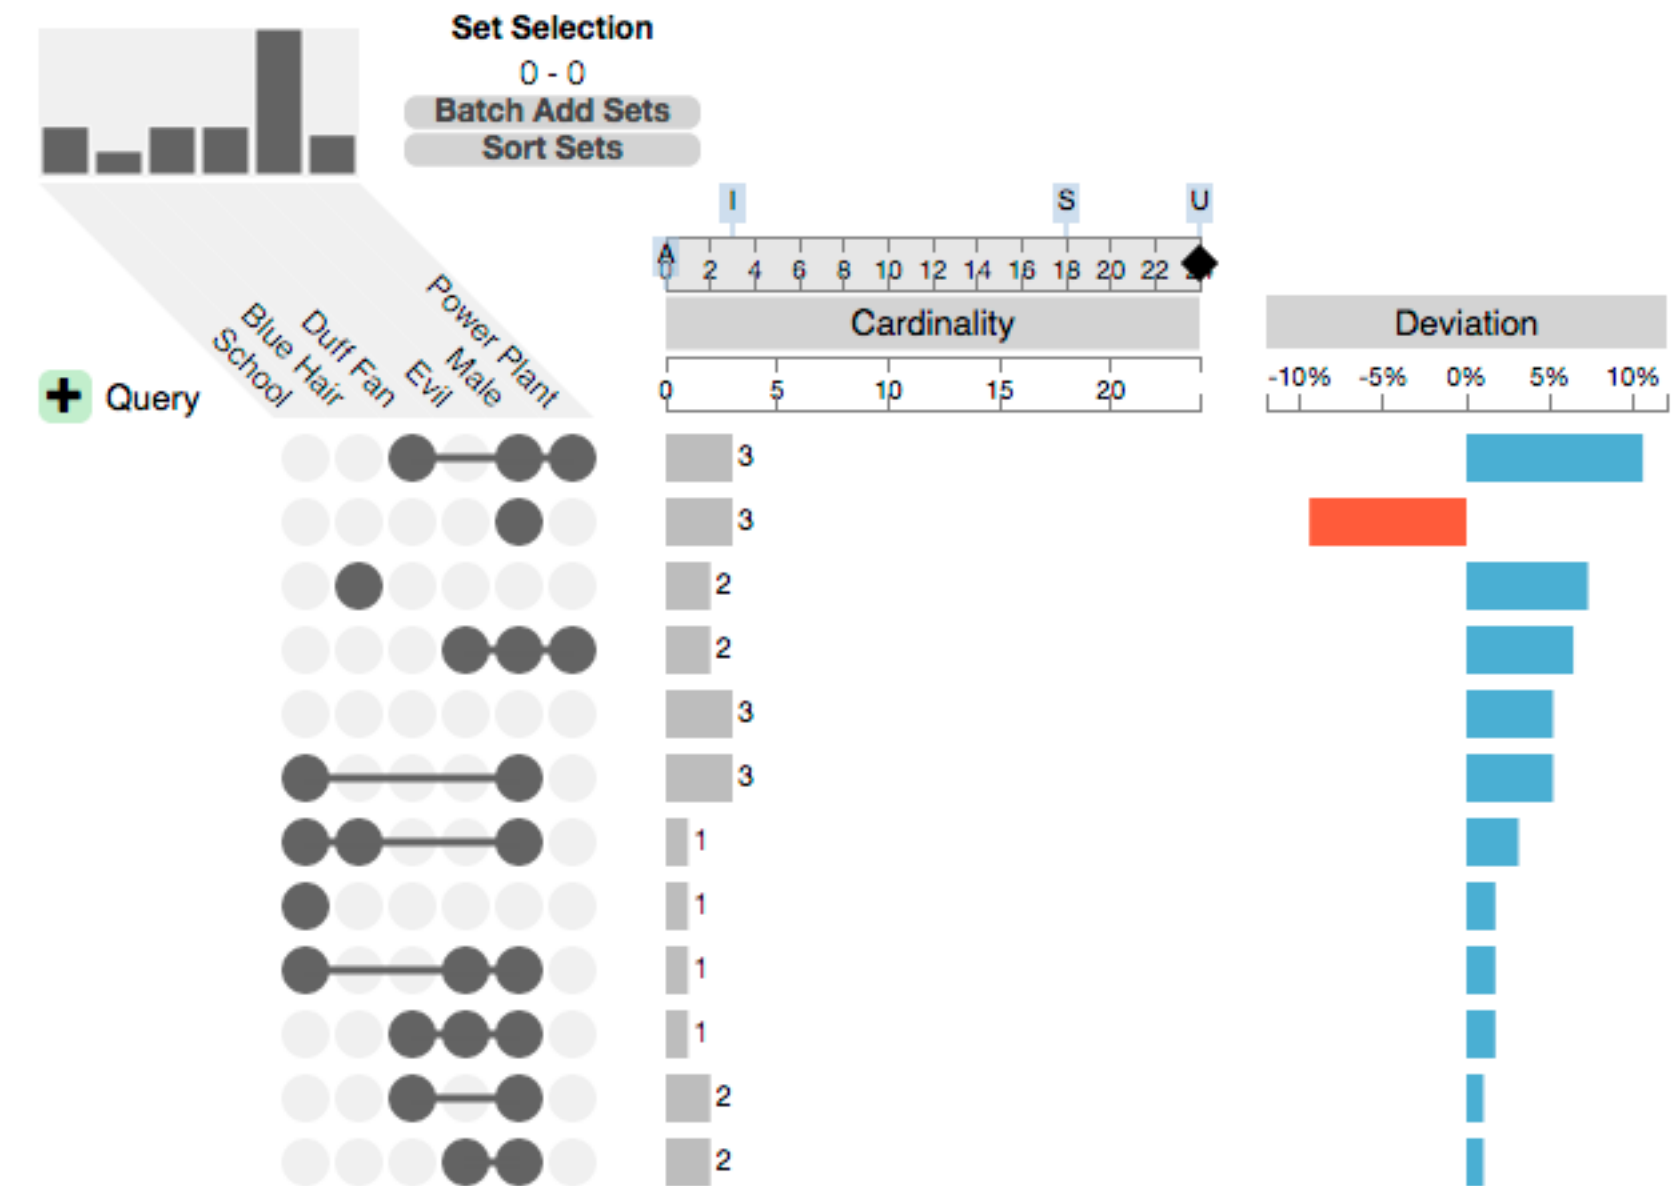 Set Selection
0 - 0
Batch Add Sets
Sort Sets
I S U
A
0 2 4 6 8 10 12 14 16 18 20 22
Cardinality
Deviation
School
Blue Hair
Duff Fan
Evil
Male
Power Plant
Query
0 5 10 15 20
-10% -5% 0% 5% 10%
3
3
2
2
3
3
1
1
1
1
2
2